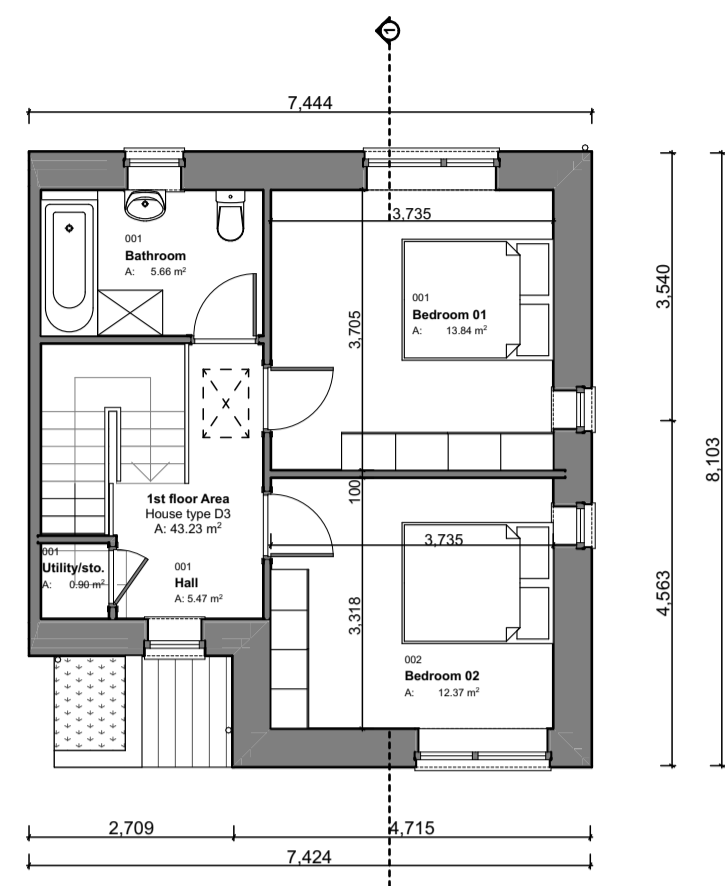 1
7,444
3,735
3,540
001
Bathroom
A: 5.66 m²
001
Bedroom 01
A: 13.84 m²
3,705
X
8,103
100
1st floor Area
House type D3
A: 43.23 m²
3,735
001
Utility/sto.
A: 0.90 m²
001
Hall
A: 5.47 m²
4,563
3,318
002
Bedroom 02
A: 12.37 m²
2,709
4,715
7,424